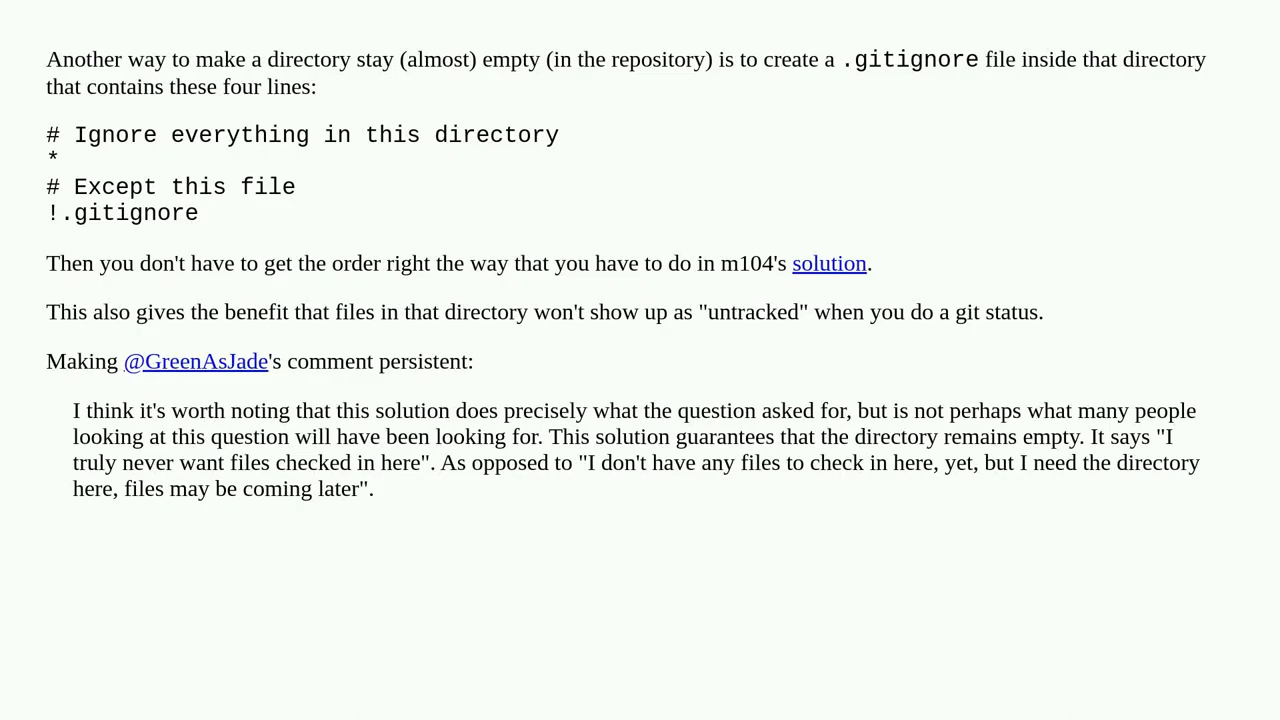 Another way to make a directory stay (almost) empty (in the repository) is to create a .gitignore file inside that directory
that contains these four lines:
# Ignore everything in this directory
*
# Except this file
!.gitignore
Then you don't have to get the order right the way that you have to do in m104's solution.
This also gives the benefit that files in that directory won't show up as "untracked" when you do a git status.
Making @GreenAsJade's comment persistent:
I think it's worth noting that this solution does precisely what the question asked for, but is not perhaps what many people
looking at this question will have been looking for. This solution guarantees that the directory remains empty. It says "I
truly never want files checked in here". As opposed to "I don't have any files to check in here, yet, but I need the directory
here, files may be coming later".